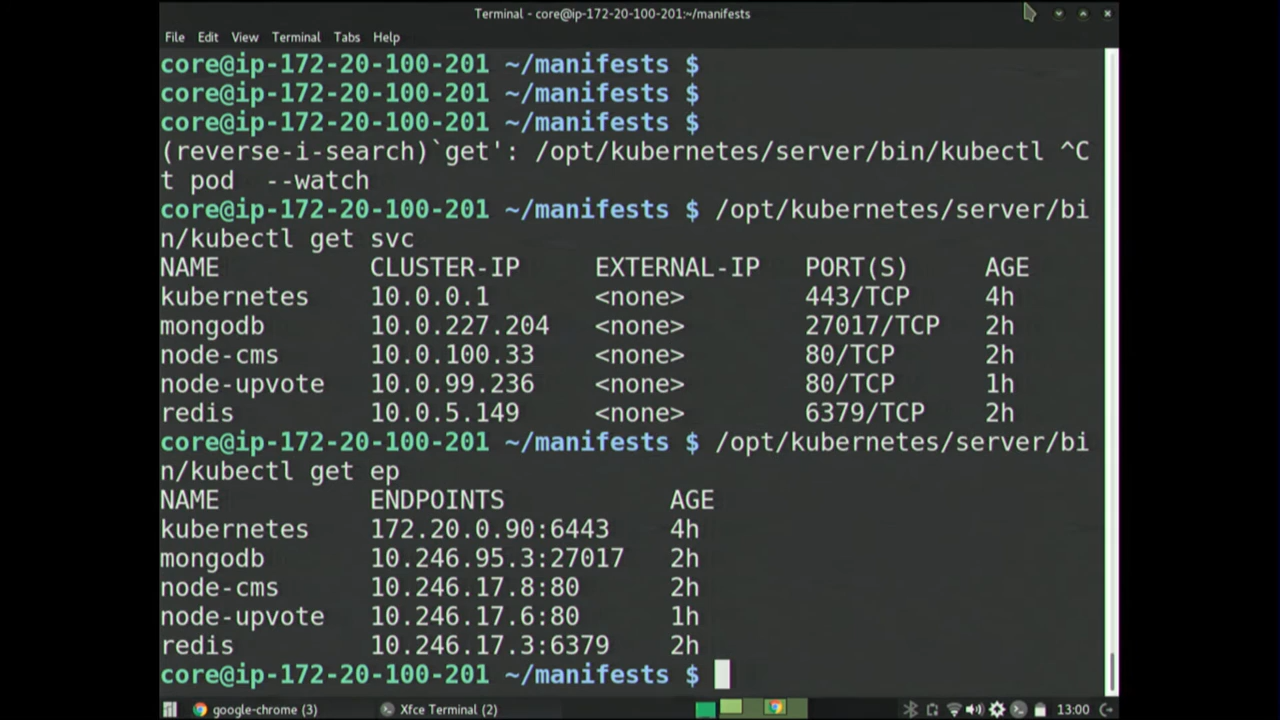 Terminal - core@ip-172-20-100-201:~/manifests
File Edit View Terminal Tabs Help
core@ip-172-20-100-201 ~/manifests $
core@ip-172-20-100-201 ~/manifests $
core@ip-172-20-100-201 ~/manifests $
(reverse-i-search)`get': /opt/kubernetes/server/bin/kubectl ^C
t pod  --watch
core@ip-172-20-100-201 ~/manifests $ /opt/kubernetes/server/bi
n/kubectl get svc
NAME CLUSTER-IP EXTERNAL-IP PORT(S) AGE
kubernetes 10.0.0.1 <none> 443/TCP 4h
mongodb 10.0.227.204 <none> 27017/TCP 2h
node-cms 10.0.100.33 <none> 80/TCP 2h
node-upvote 10.0.99.236 <none> 80/TCP 1h
redis 10.0.5.149 <none> 6379/TCP 2h
core@ip-172-20-100-201 ~/manifests $ /opt/kubernetes/server/bi
n/kubectl get ep
NAME ENDPOINTS AGE
kubernetes 172.20.0.90:6443 4h
mongodb 10.246.95.3:27017 2h
node-cms 10.246.17.8:80 2h
node-upvote 10.246.17.6:80 1h
redis 10.246.17.3:6379 2h
core@ip-172-20-100-201 ~/manifests $
google-chrome (3) Xfce Terminal (2) 13:00